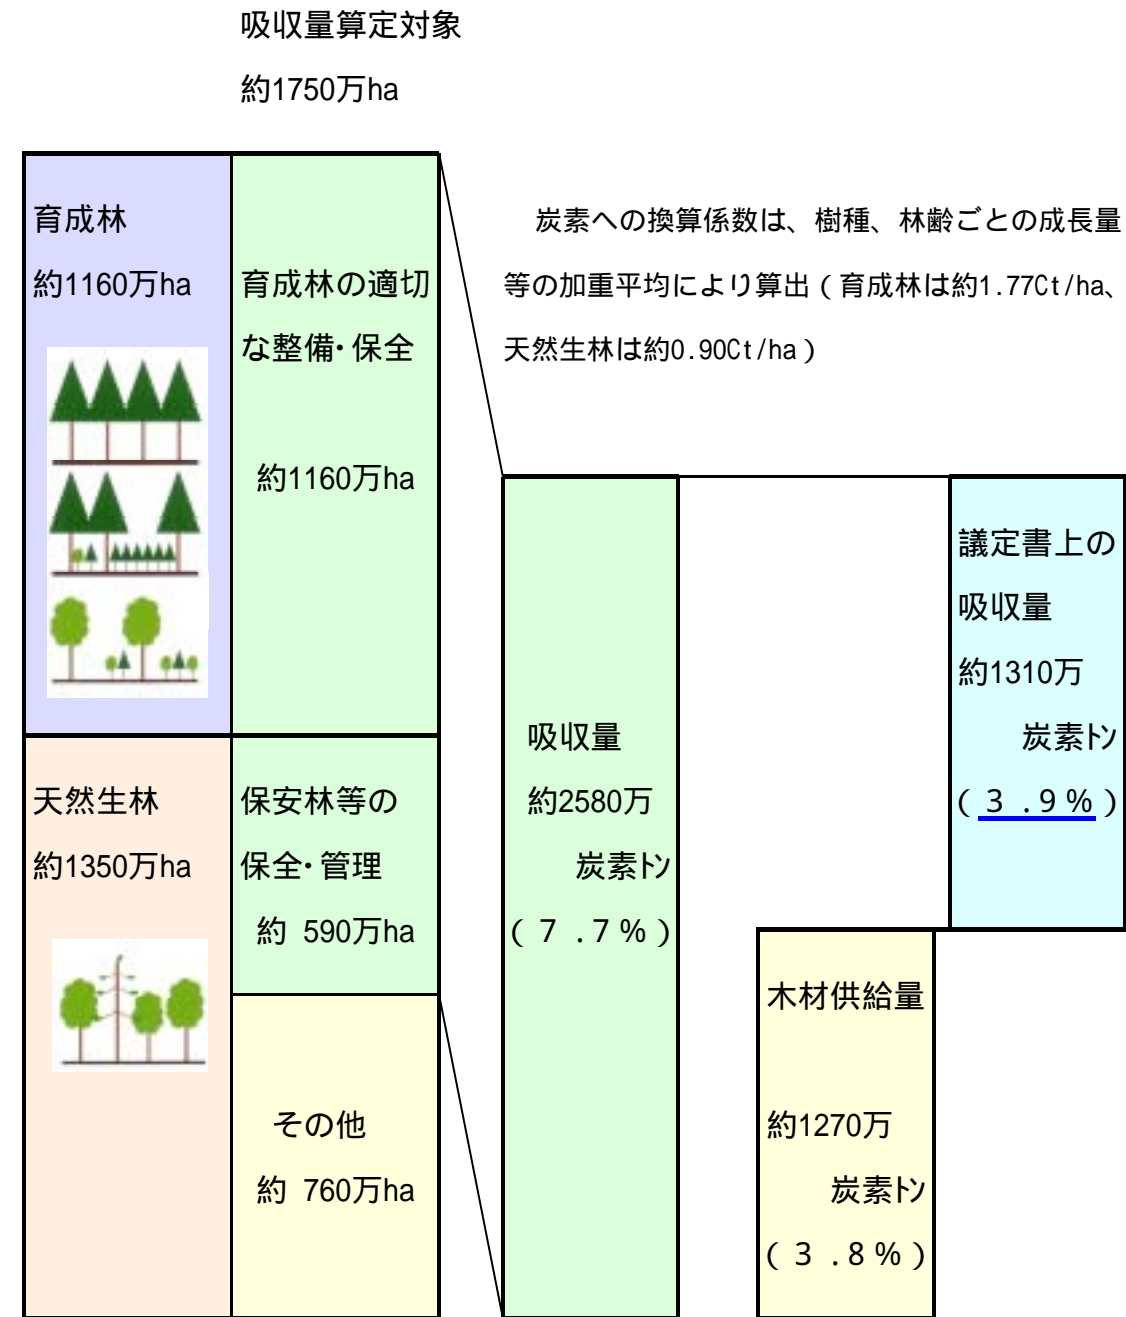 吸収量算定対象
約1750万ha
育成林
約1160万ha
育成林の適切
な整備・保全
約1160万ha
炭素への換算係数は、樹種、林齢ごとの成長量
等の加重平均により算出(育成林は約1.77Ct/ha、
天然生林は約0.90Ct/ha)
天然生林
約1350万ha
保安林等の
保全・管理
約 590万ha
その他
約 760万ha
吸収量
約2580万
炭素トン
(7.7%)
木材供給量
約1270万
炭素トン
(3.8%)
議定書上の
吸収量
約1310万
炭素トン
(3.9%)